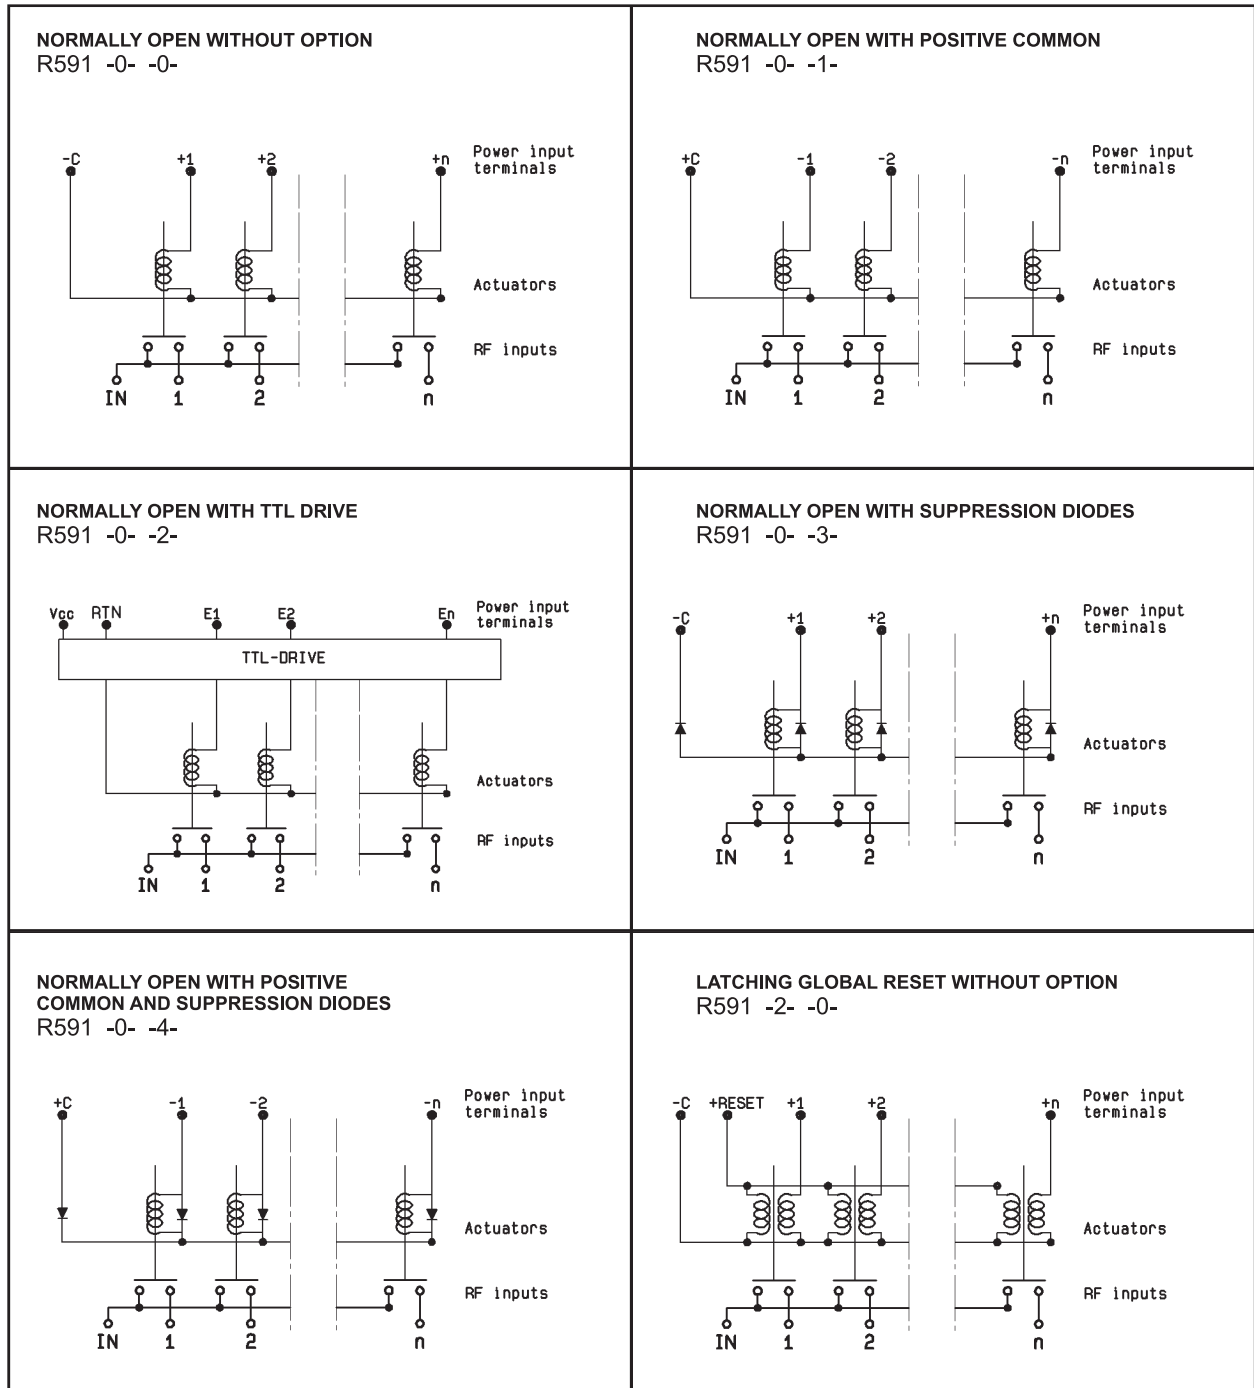 NORMALLY OPEN WITHOUT OPTION
R591 -0- -0-
-C +1 +2 +n Power input
terminals
Actuators
RF inputs
IN 1 2 n
NORMALLY OPEN WITH POSITIVE COMMON
R591 -0- -1-
+C -1 -2 -n Power input
terminals
Actuators
RF inputs
IN 1 2 n
NORMALLY OPEN WITH TTL DRIVE
R591 -0- -2-
Vcc RTN E1 E2 En Power input
terminals
TTL-DRIVE
Actuators
RF inputs
IN 1 2 n
NORMALLY OPEN WITH SUPPRESSION DIODES
R591 -0- -3-
-C +1 +2 +n Power input
terminals
Actuators
RF inputs
IN 1 2 n
NORMALLY OPEN WITH POSITIVE
COMMON AND SUPPRESSION DIODES
R591 -0- -4-
+C -1 -2 -n Power input
terminals
Actuators
RF inputs
IN 1 2 n
LATCHING GLOBAL RESET WITHOUT OPTION
R591 -2- -0-
-C +RESET +1 +2 +n Power input
terminals
Actuators
RF inputs
IN 1 2 n